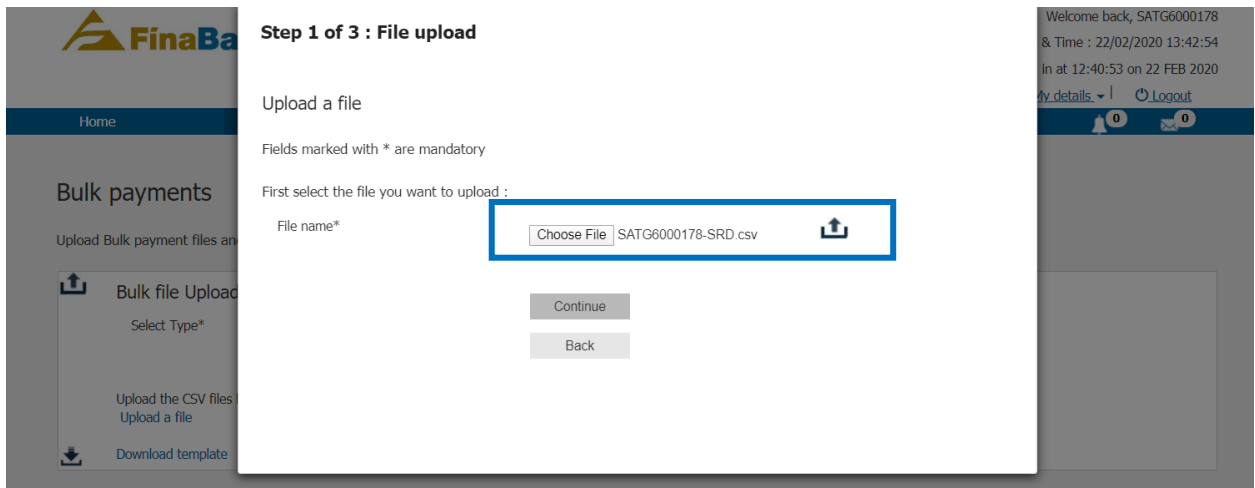 FinaBa
Welcome back, SATG6000178
& Time : 22/02/2020 13:42:54
in at 12:40:53 on 22 FEB 2020
My details | Logout
Home
0 0
Bulk payments
Upload Bulk payment files an
Bulk file Upload
Select Type*
Upload the CSV files
Upload a file
Download template
Step 1 of 3 : File upload
Upload a file
Fields marked with * are mandatory
First select the file you want to upload :
File name*
Choose File SATG6000178-SRD.csv
Continue
Back